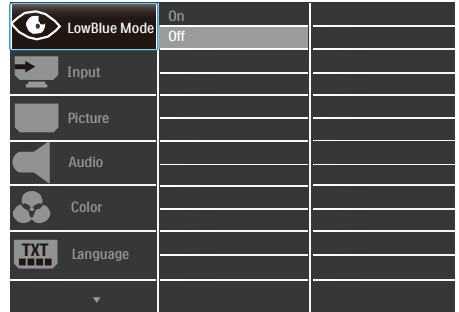 LowBlue Mode
On
Off
Input
Picture
Audio
Color
TXT
Language